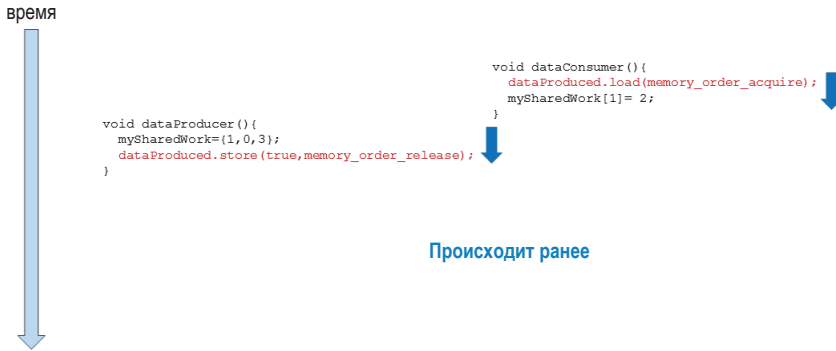 время
void dataConsumer(){
dataProduced.load(memory_order_acquire);
mySharedWork[1]= 2;
}
void dataProducer(){
mySharedWork={1,0,3};
dataProduced.store(true,memory_order_release);
}
Происходит ранее